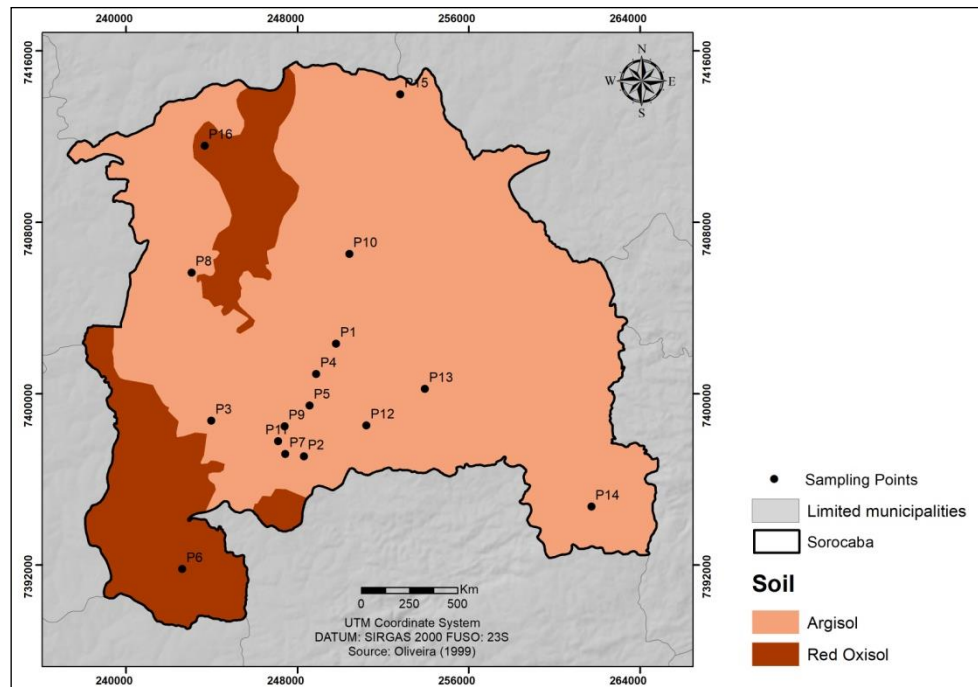 240000 248000 256000 264000
7416000 7416000
N
W E
S
P15
P16
7408000 7408000
P10
P8
P1
P4
P13
7400000 7400000
P5
P3
P9 P12
P11
P7 P2
P14
7392000 7392000
P6
Km
0 250 500
UTM Coordinate System
DATUM: SIRGAS 2000 FUSO: 23S
Source: Oliveira (1999)
240000 248000 256000 264000
Sampling Points
Limited municipalities
Sorocaba
Soil
Argisol
Red Oxisol